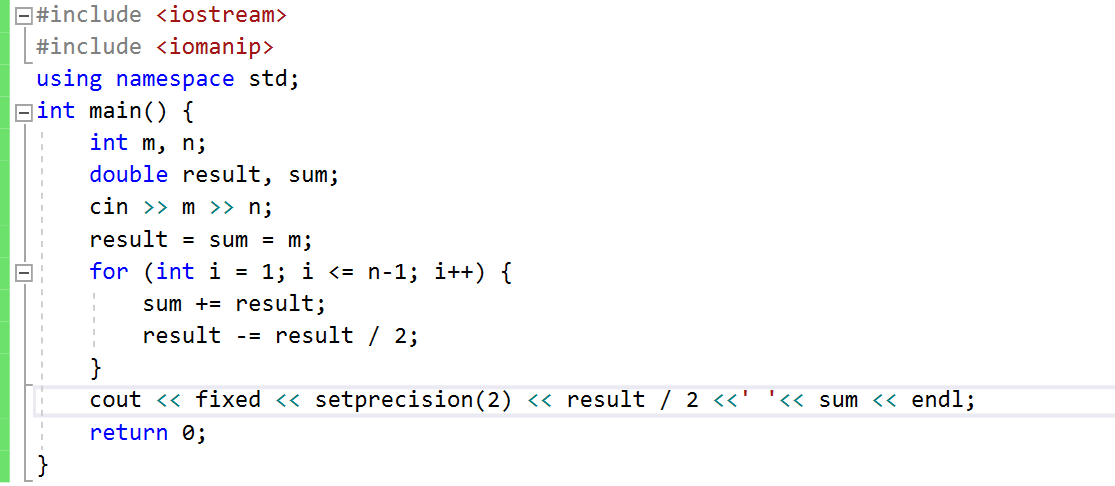 #include <iostream>
#include <iomanip>
using namespace std;
int main() {
    int m, n;
    double result, sum;
    cin >> m >> n;
    result = sum = m;
    for (int i = 1; i <= n-1; i++) {
        sum += result;
        result -= result / 2;
    }
    cout << fixed << setprecision(2) << result / 2 <<' '<< sum << endl;
    return 0;
}